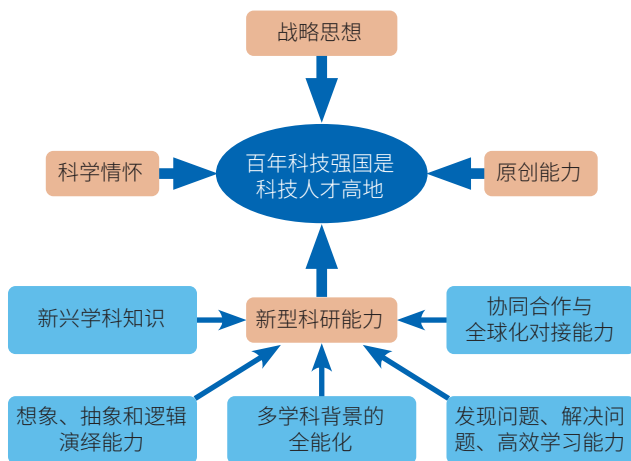 战略思想
科学情怀
百年科技强国是
科技人才高地
原创能力
新兴学科知识
新型科研能力
协同合作与
全球化对接能力
想象、抽象和逻辑
演绎能力
多学科背景的
全能化
发现问题、解决问
题、高效学习能力